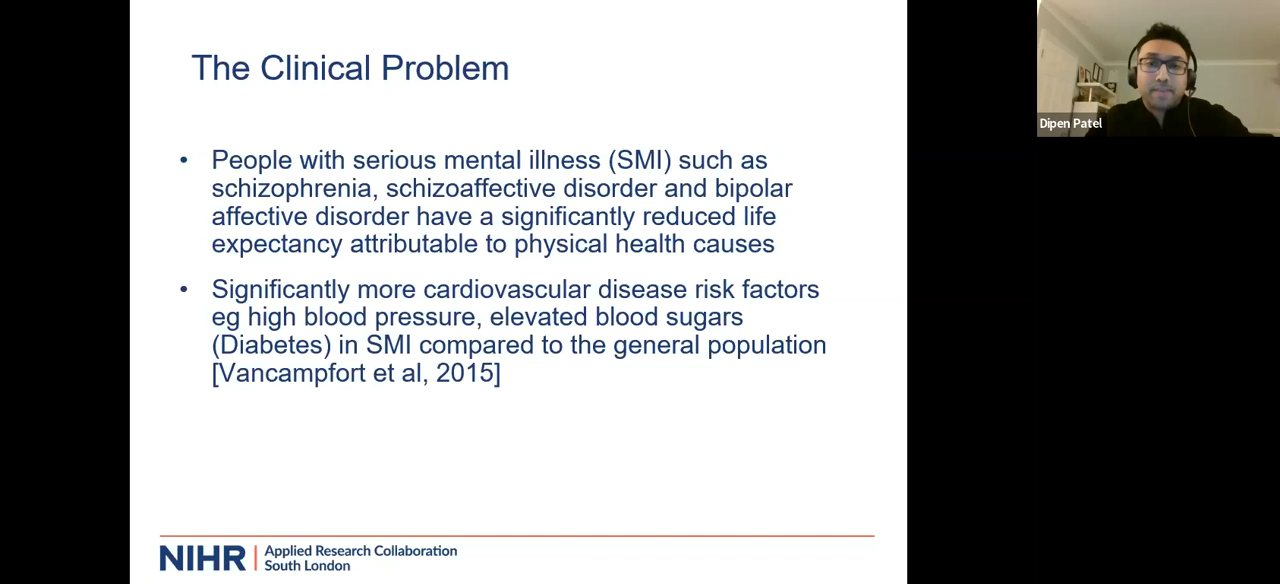 The Clinical Problem
• People with serious mental illness (SMI) such as
schizophrenia, schizoaffective disorder and bipolar
affective disorder have a significantly reduced life
expectancy attributable to physical health causes
• Significantly more cardiovascular disease risk factors
eg high blood pressure, elevated blood sugars
(Diabetes) in SMI compared to the general population
[Vancampfort et al, 2015]
NIHR | Applied Research Collaboration
South London
Dipen Patel